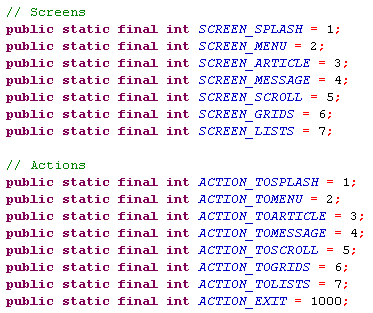 // Screens
public static final int SCREEN_SPLASH = 1;
public static final int SCREEN_MENU = 2;
public static final int SCREEN_ARTICLE = 3;
public static final int SCREEN_MESSAGE = 4;
public static final int SCREEN_SCROLL = 5;
public static final int SCREEN_GRIDS = 6;
public static final int SCREEN_LISTS = 7;
// Actions
public static final int ACTION_TOSPLASH = 1;
public static final int ACTION_TOMENU = 2;
public static final int ACTION_TOARTICLE = 3;
public static final int ACTION_TOMESSAGE = 4;
public static final int ACTION_TOSCROLL = 5;
public static final int ACTION_TOGRIDS = 6;
public static final int ACTION_TOLISTS = 7;
public static final int ACTION_EXIT = 1000;